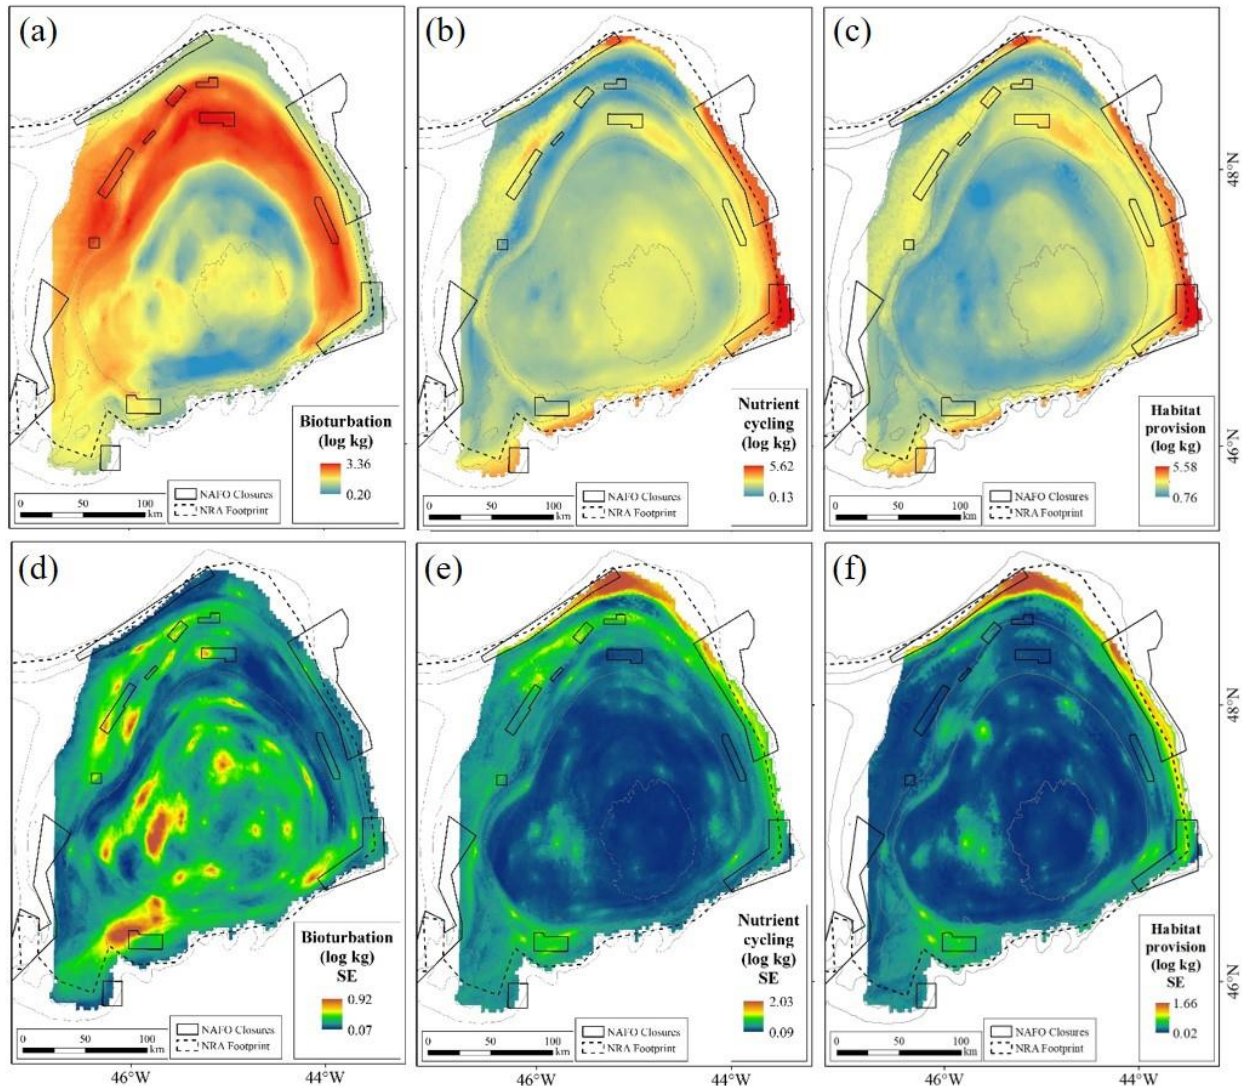 (a)
Bioturbation
(log kg)
3.36
0.20
0 50 100
km
NAFO Closures
NRA Footprint
(b)
Nutrient
cycling
(log kg)
5.62
0.13
0 50 100
km
NAFO Closures
NRA Footprint
(c)
48°N
46°N
Habitat
provision
(log kg)
5.58
0.76
0 50 100
km
NAFO Closures
NRA Footprint
(d)
Bioturbation
(log kg)
SE
0.92
0.07
0 50 100
km
NAFO Closures
NRA Footprint
46°W 44°W
(e)
Nutrient
cycling
(log kg)
SE
2.03
0.09
0 50 100
km
NAFO Closures
NRA Footprint
46°W 44°W
(f)
48°N
46°N
Habitat
provision
(log kg)
SE
1.66
0.02
0 50 100
km
NAFO Closures
NRA Footprint
46°W 44°W